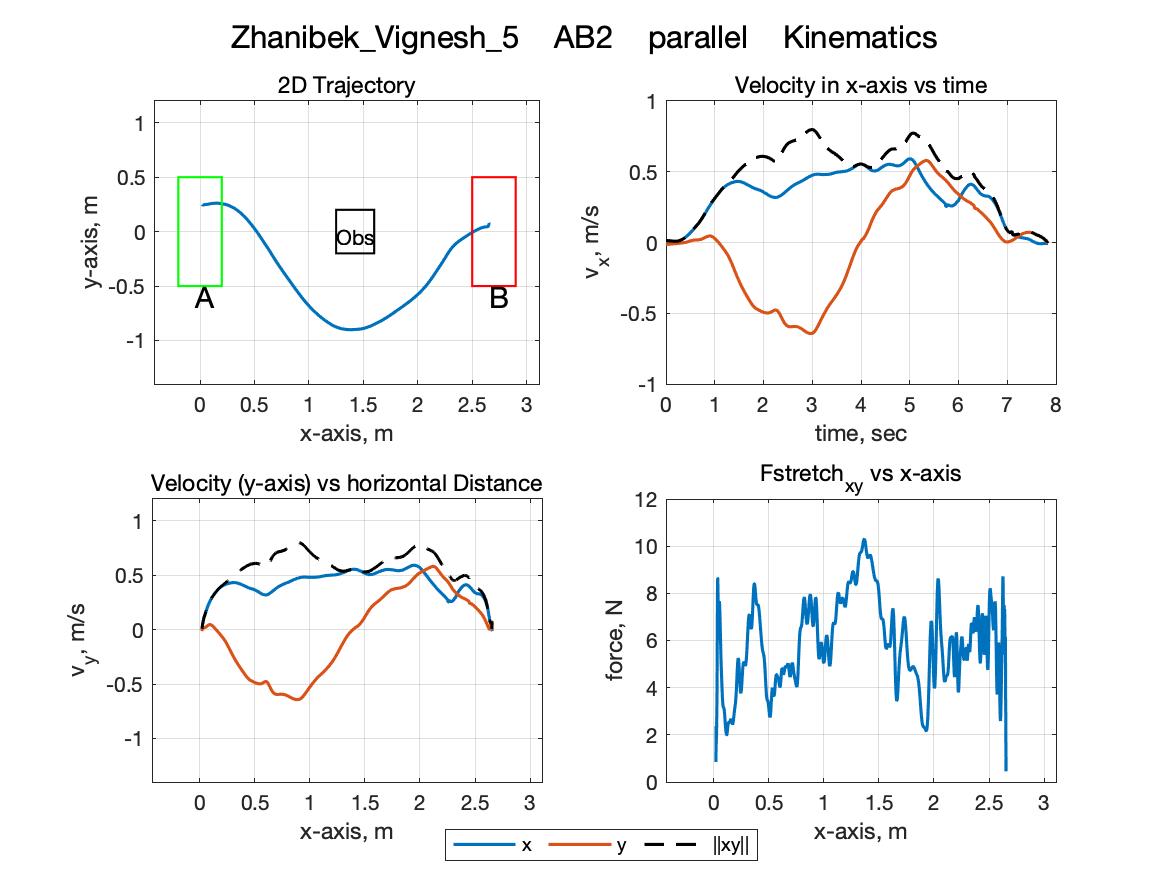 Zhanibek_Vignesh_5 AB2 parallel Kinematics
2D Trajectory
1
0.5
0
-0.5
-1
y-axis, m
Obs
A
B
0 0.5 1 1.5 2 2.5 3
x-axis, m
Velocity in x-axis vs time
1
0.5
0
-0.5
-1
vx, m/s
0 1 2 3 4 5 6 7 8
time, sec
Velocity (y-axis) vs horizontal Distance
1
0.5
0
-0.5
-1
vy, m/s
0 0.5 1 1.5 2 2.5 3
x-axis, m
Fstretchxy vs x-axis
12
10
8
6
4
2
0
force, N
0 0.5 1 1.5 2 2.5 3
x-axis, m
x y ||xy||